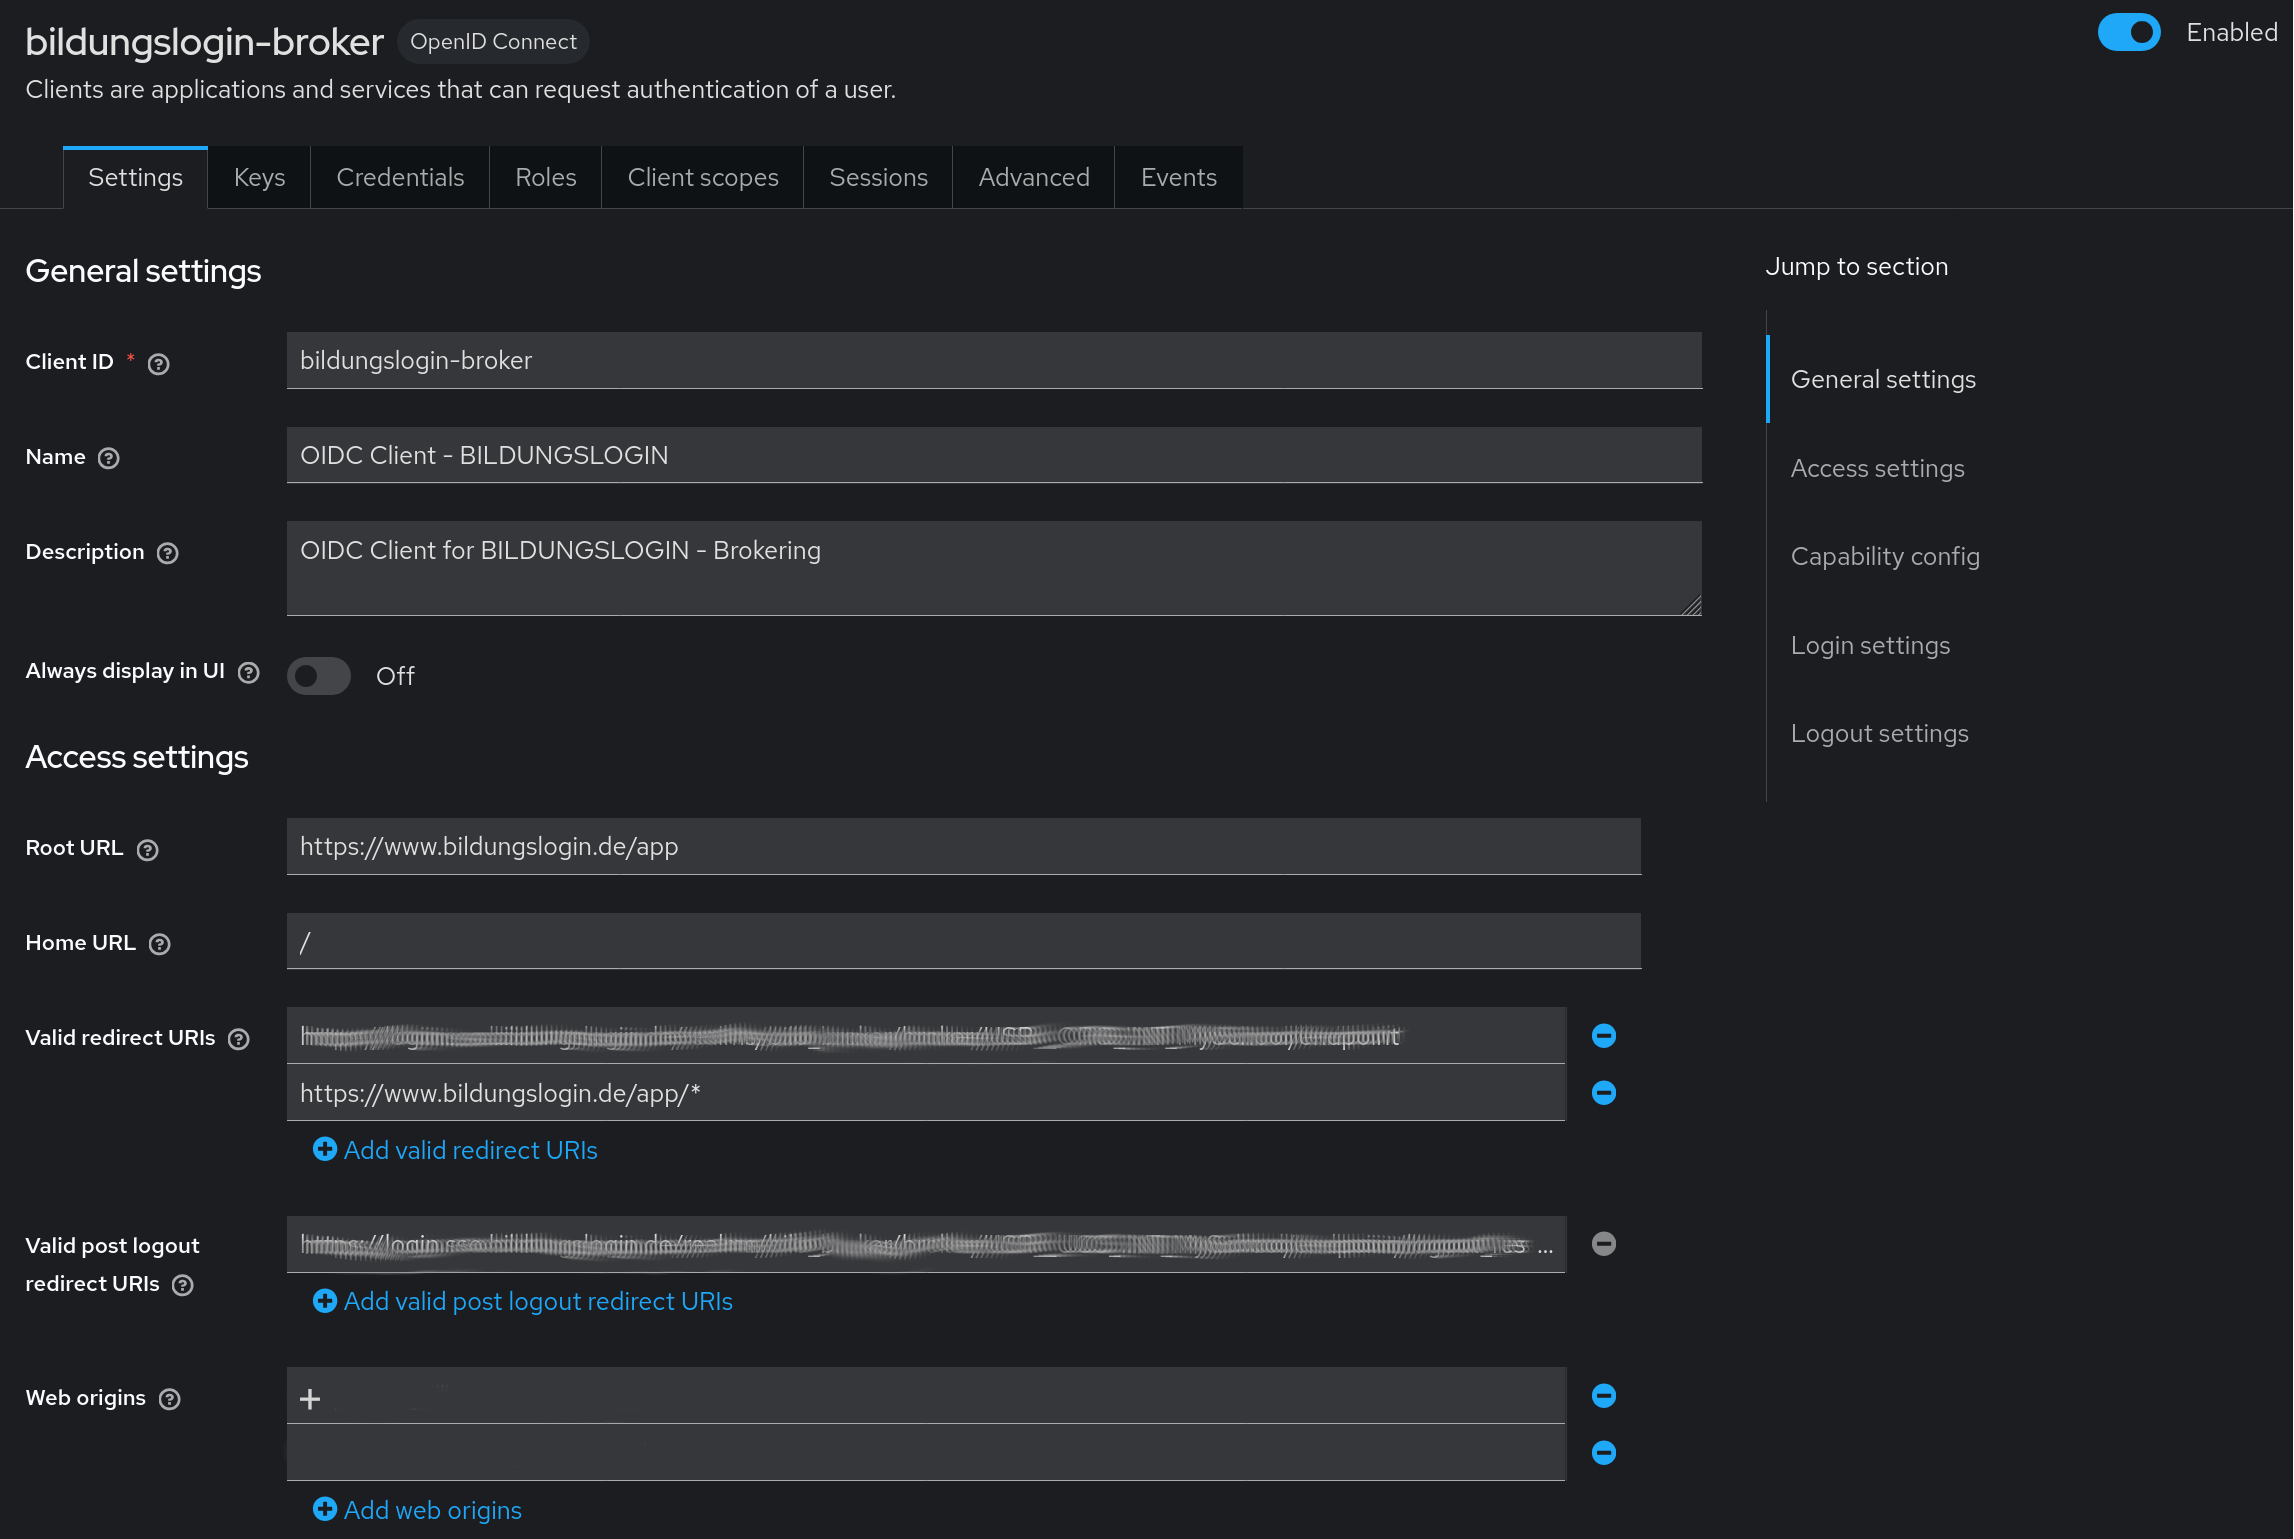 bildungslogin-broker OpenID Connect
Enabled
Clients are applications and services that can request authentication of a user.
Settings Keys Credentials Roles Client scopes Sessions Advanced Events
General settings
Jump to section
Client ID * bildungslogin-broker
General settings
Name OIDC Client - BILDUNGSLOGIN
Access settings
Description OIDC Client for BILDUNGSLOGIN - Brokering
Capability config
Always display in UI Off
Login settings
Logout settings
Access settings
Root URL https://www.bildungslogin.de/app
Home URL /
Valid redirect URIs
https://www.bildungslogin.de/app/*
Add valid redirect URIs
Valid post logout
redirect URIs
...
Add valid post logout redirect URIs
Web origins +
Add web origins